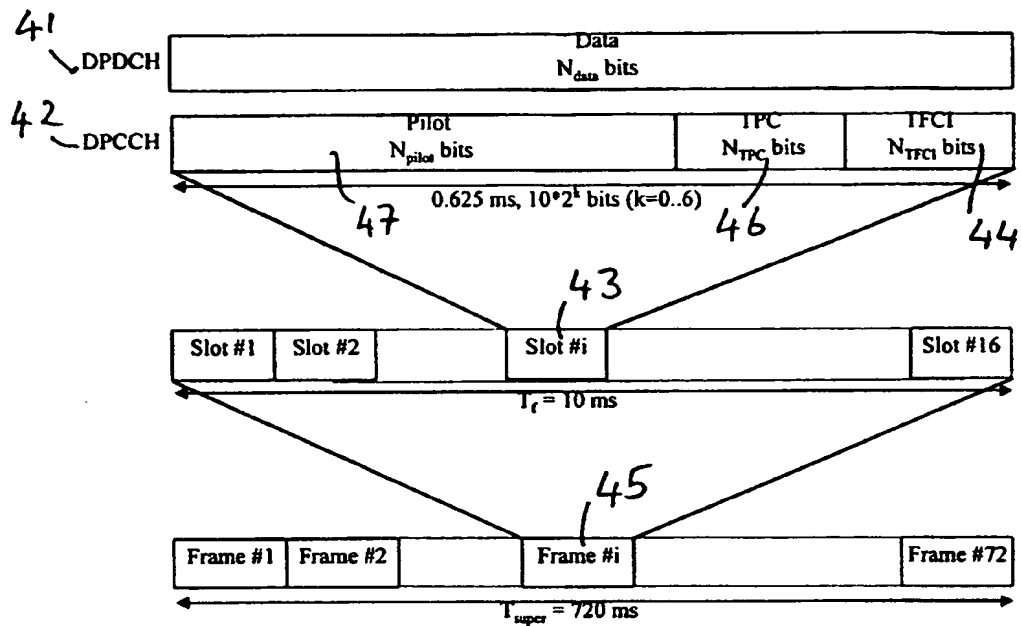 41
DPDCH
Data
N_data bits
42
DPCCH
Pilot
N_pilot bits
TPC
N_TPC bits
TFCI
N_TFCI bits
0.625 ms, 10*2^k bits (k=0..6)
47
46
44
43
Slot #1
Slot #2
Slot #i
Slot #16
T_f = 10 ms
45
Frame #1
Frame #2
Frame #i
Frame #72
T_super = 720 ms